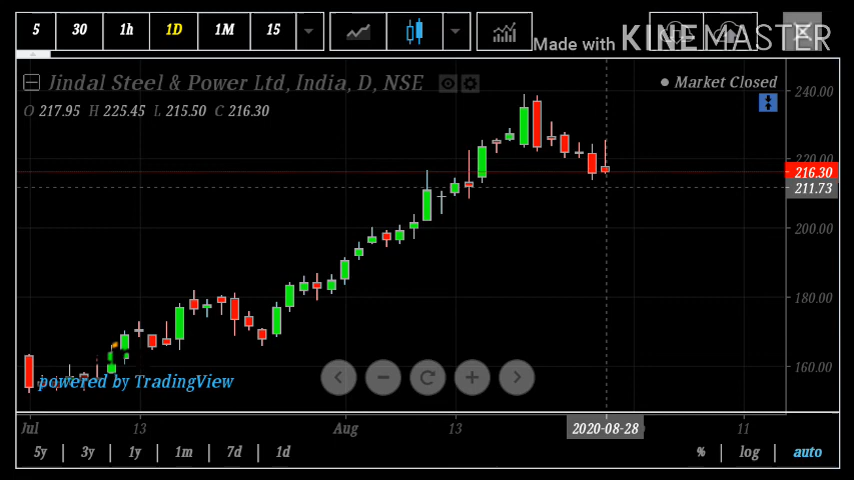 5 30 1h 1D 1M 15
Made with KINEMASTER
Jindal Steel & Power Ltd, India, D, NSE
Market Closed
O 217.95 H 225.45 L 215.50 C 216.30
240.00
220.00
216.30
211.73
200.00
180.00
160.00
powered by TradingView
Jul 13 Aug 13 2020-08-28 11
5y 3y 1y 1m 7d 1d % log auto